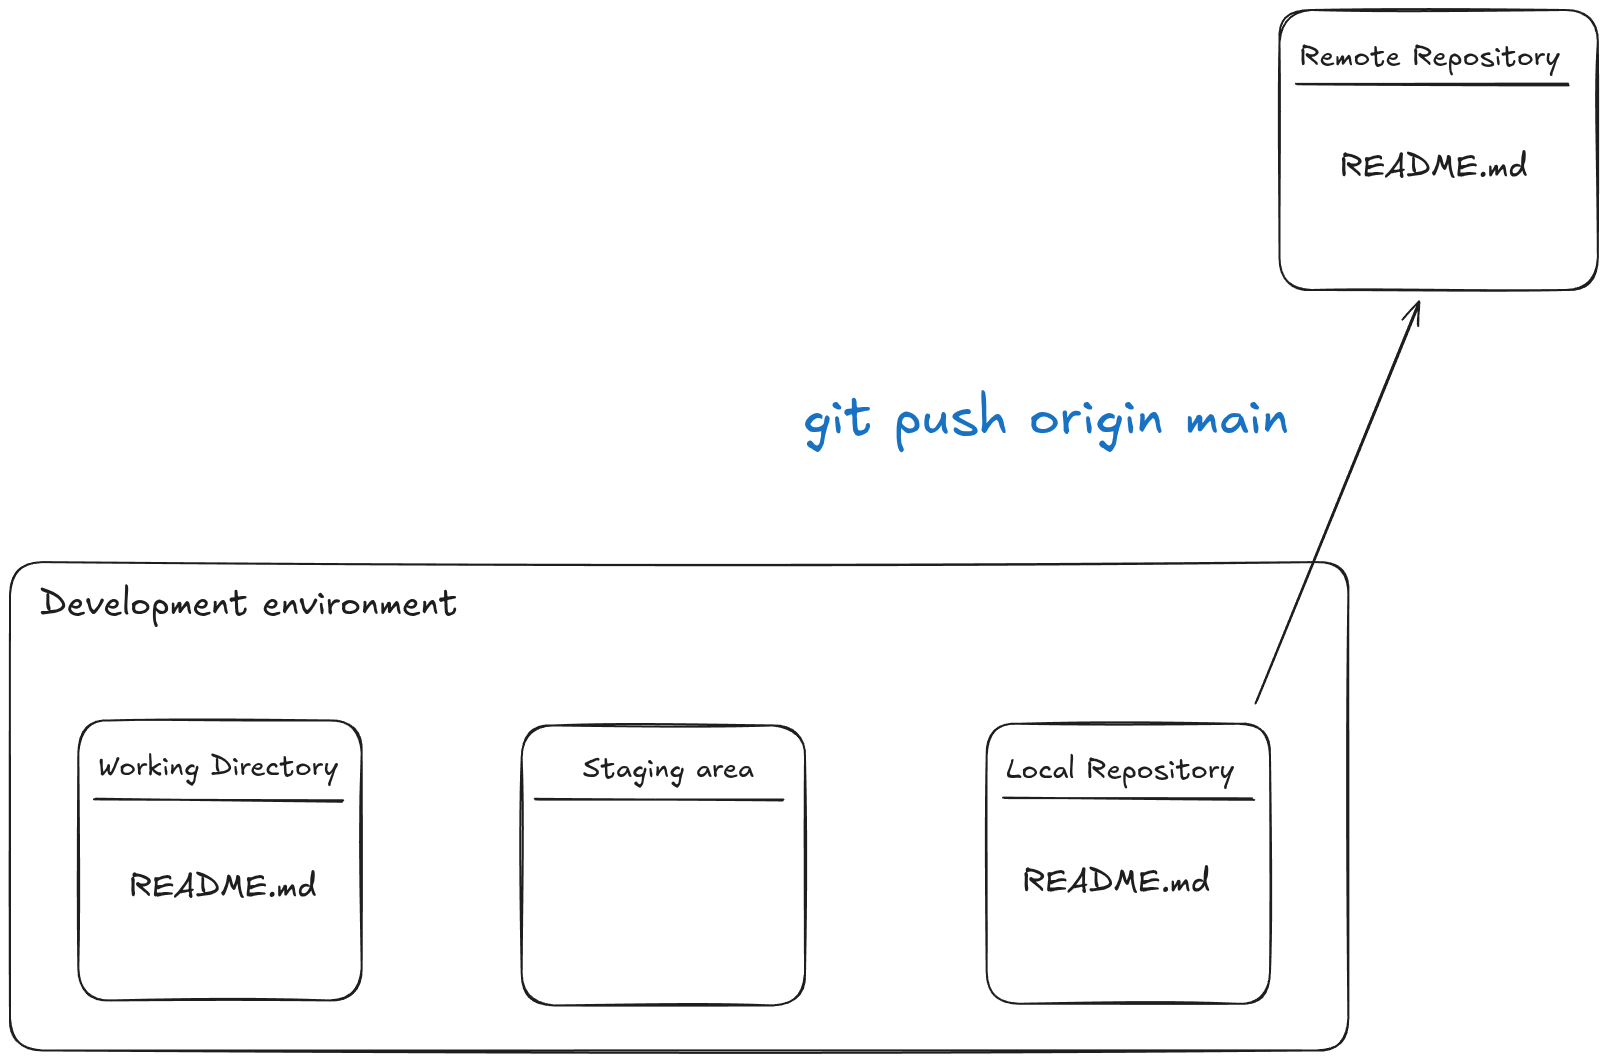 Remote Repository
README.md
git push origin main
Development environment
Working Directory
README.md
Staging area
Local Repository
README.md